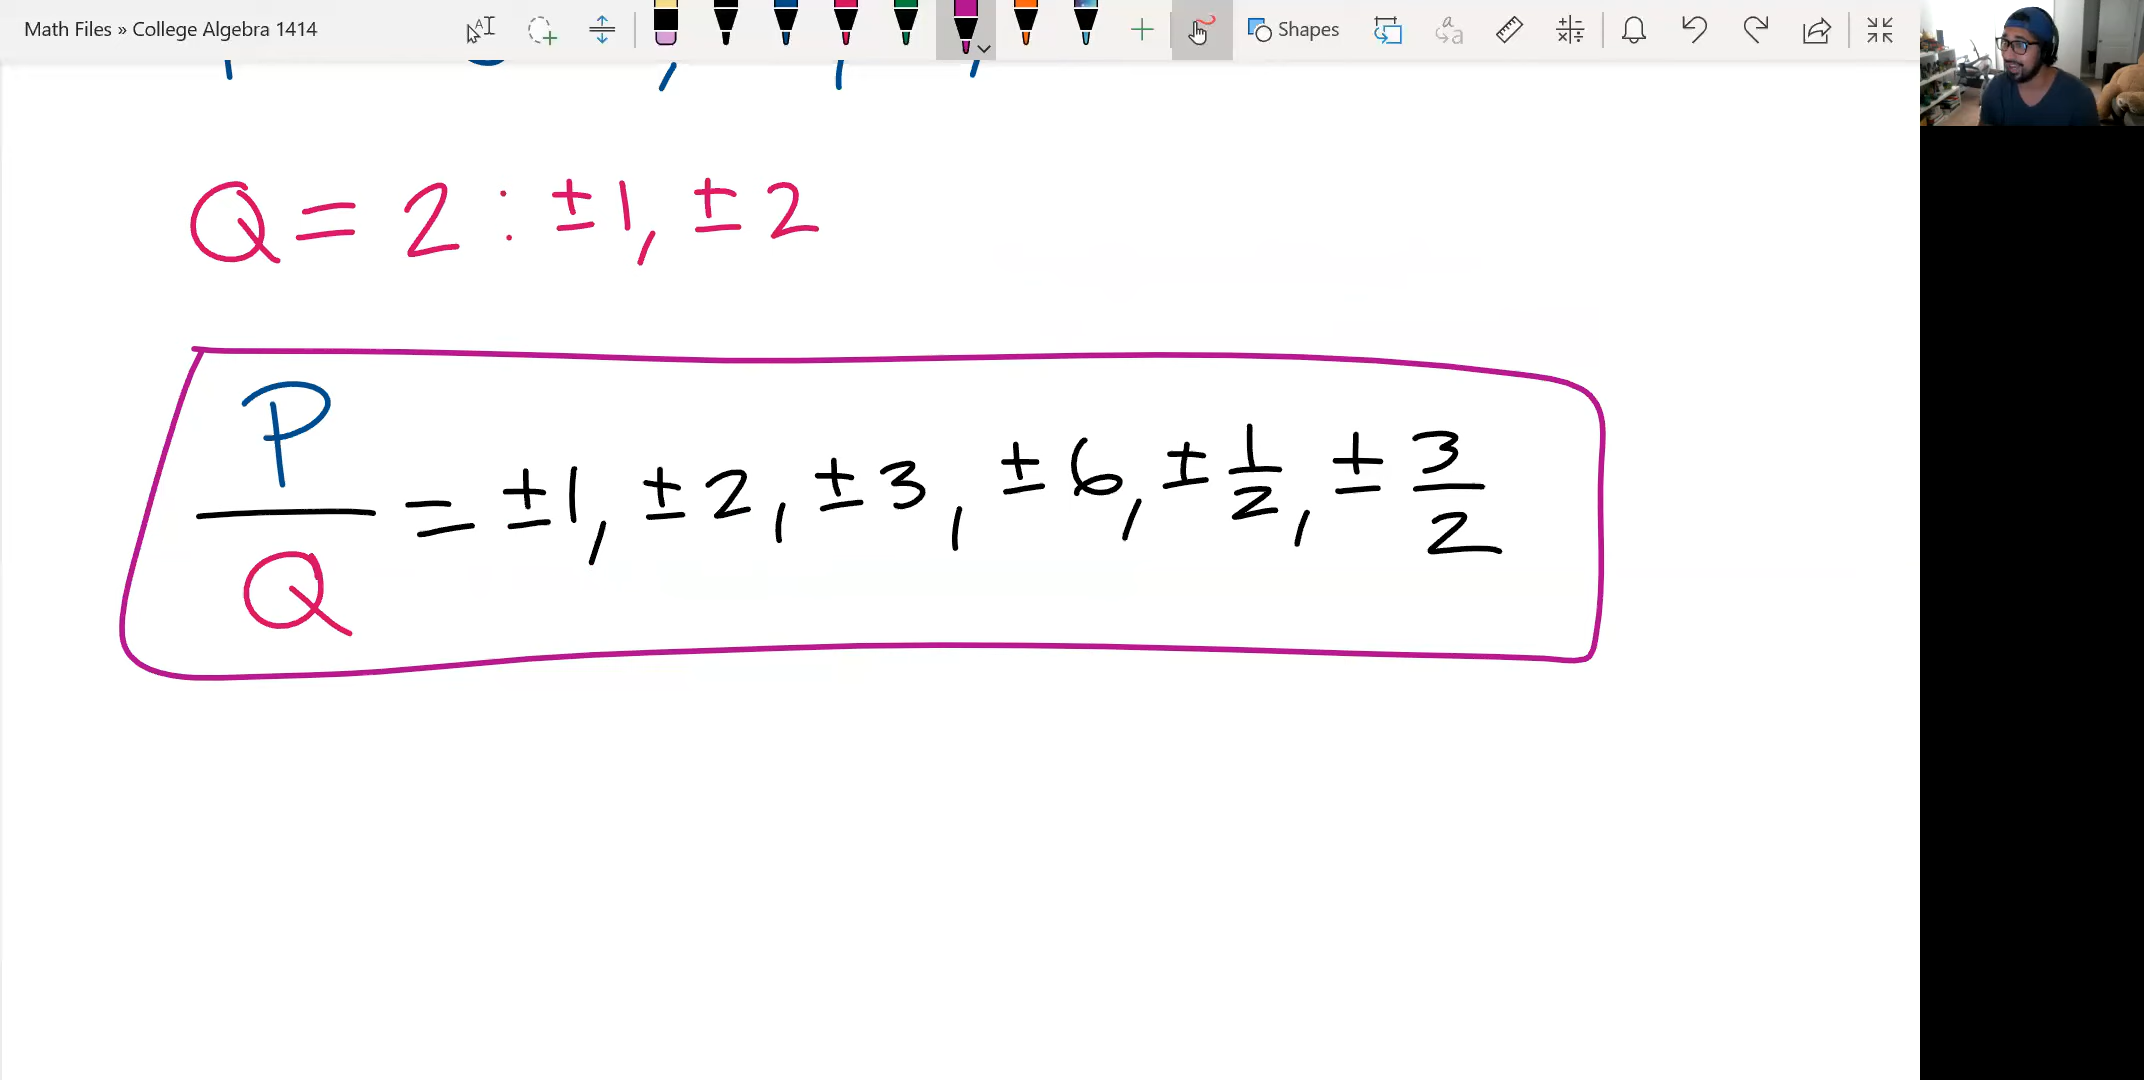 Math Files » College Algebra 1414
Shapes
Q = 2 : ±1, ±2
P/Q = ±1, ±2, ±3, ±6, ±1/2, ±3/2